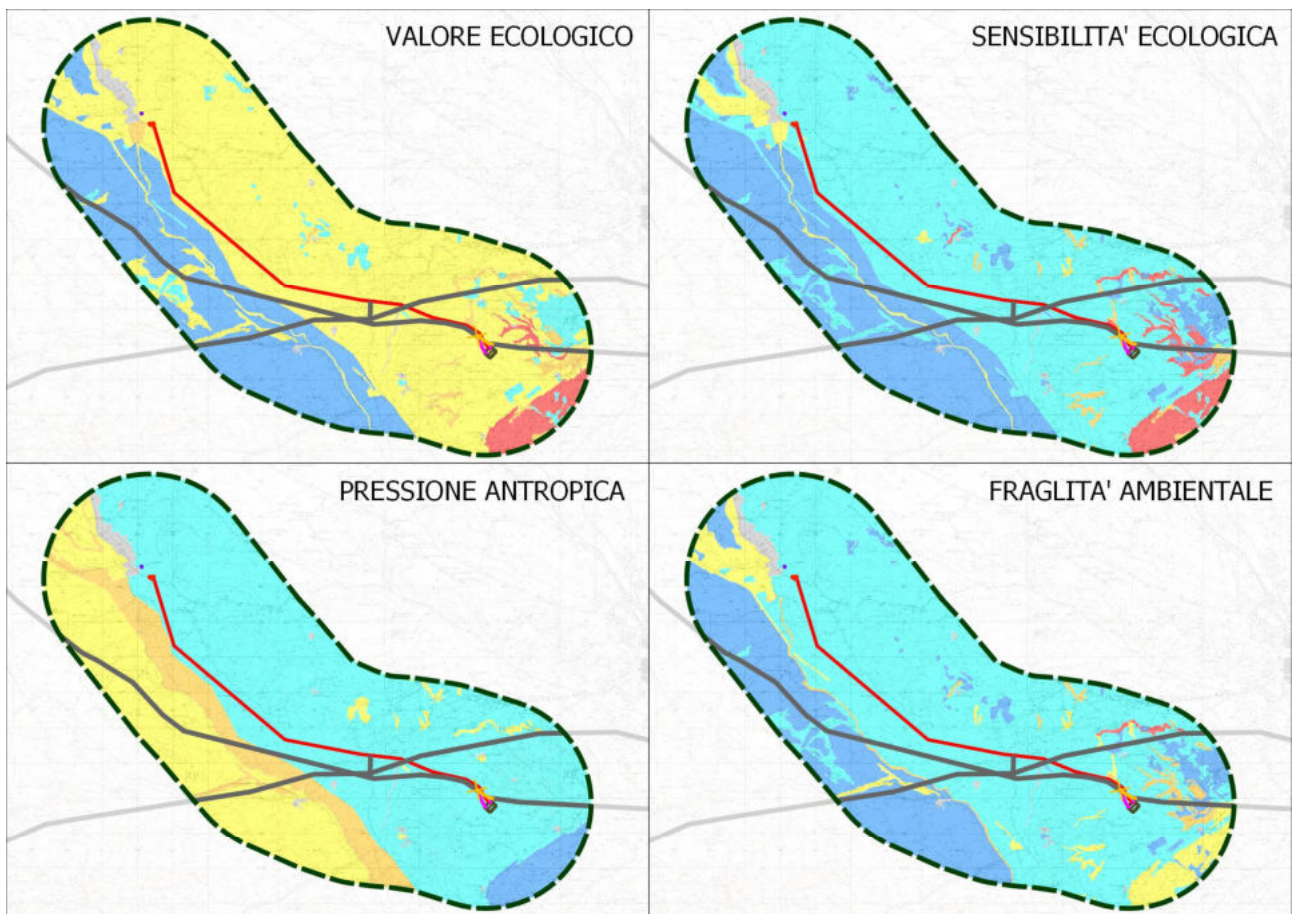 VALORE ECOLOGICO
SENSIBILITA' ECOLOGICA
PRESSIONE ANTROPICA
FRAGLITA' AMBIENTALE